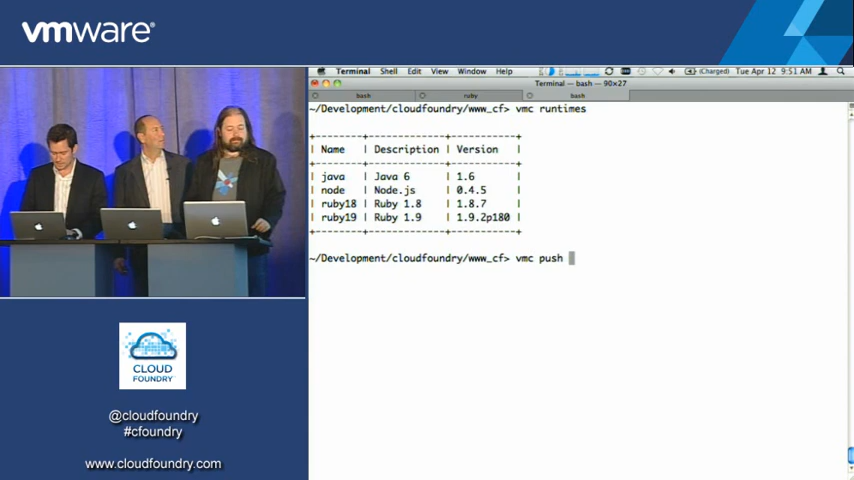 vmware®
Terminal Shell Edit View Window Help (Charged) Tue Apr 12 9:51 AM
Terminal — bash — 90×27
bash ruby bash
~/Development/cloudfoundry/www_cf> vmc runtimes
+--------+-------------+-----------+
| Name | Description | Version |
+--------+-------------+-----------+
| java | Java 6 | 1.6 |
| node | Node.js | 0.4.5 |
| ruby18 | Ruby 1.8 | 1.8.7 |
| ruby19 | Ruby 1.9 | 1.9.2p180 |
+--------+-------------+-----------+
~/Development/cloudfoundry/www_cf> vmc push
CLOUD
FOUNDRY
@cloudfoundry
#cfoundry
www.cloudfoundry.com